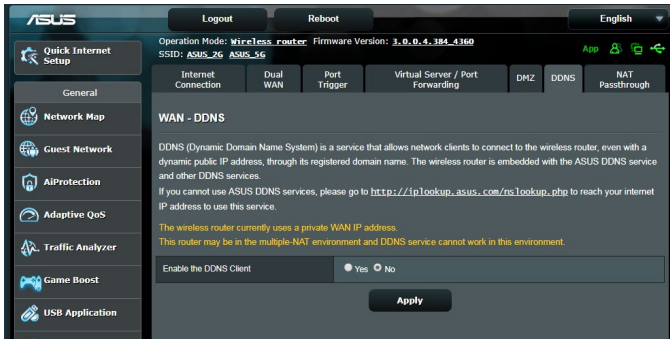 ASUS
Logout
Reboot
English
Operation Mode: Wireless router Firmware Version: 3.0.0.4.384_4360
SSID: ASUS_2G ASUS_5G
App
Quick Internet
Setup
General
Network Map
Guest Network
AiProtection
Adaptive QoS
Traffic Analyzer
Game Boost
USB Application
Internet
Connection
Dual
WAN
Port
Trigger
Virtual Server / Port
Forwarding
DMZ
DDNS
NAT
Passthrough
WAN - DDNS
DDNS (Dynamic Domain Name System) is a service that allows network clients to connect to the wireless router, even with a
dynamic public IP address, through its registered domain name. The wireless router is embedded with the ASUS DDNS service
and other DDNS services.
If you cannot use ASUS DDNS services, please go to http://iplookup.asus.com/nslookup.php to reach your internet
IP address to use this service.
The wireless router currently uses a private WAN IP address.
This router may be in the multiple-NAT environment and DDNS service cannot work in this environment.
Enable the DDNS Client
Yes No
Apply